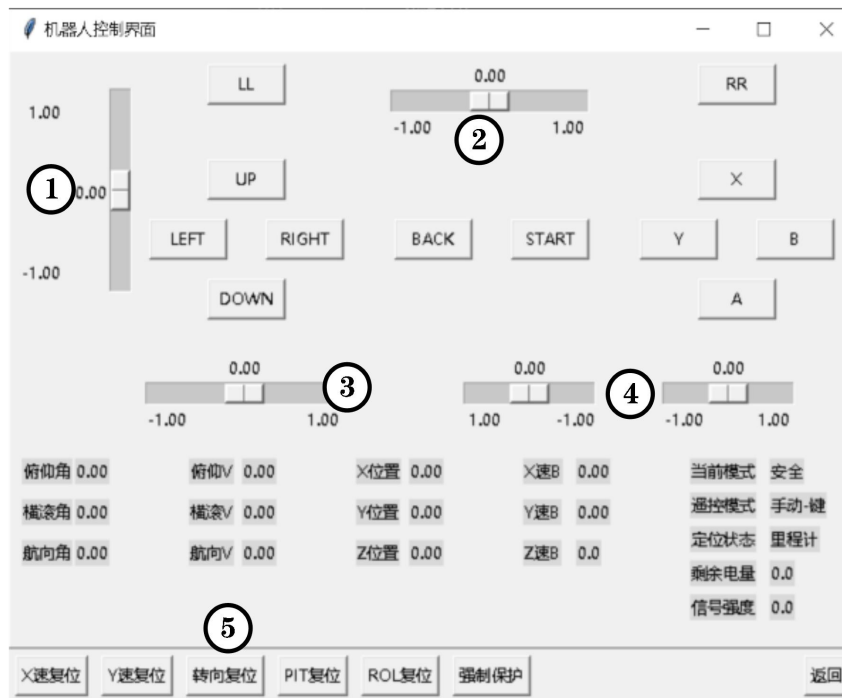 机器人控制界面
LL
0.00
RR
1.00
-1.00
2
1.00
1
0.00
UP
X
LEFT
RIGHT
BACK
START
Y
B
-1.00
DOWN
A
0.00
3
0.00
4
0.00
-1.00
1.00
1.00
-1.00
-1.00
1.00
俯仰角 0.00 俯仰V 0.00 X位置 0.00 X速B 0.00 当前模式 安全
横滚角 0.00 横滚V 0.00 Y位置 0.00 Y速B 0.00 遥控模式 手动-键
航向角 0.00 航向V 0.00 Z位置 0.00 Z速B 0.0 定位状态 里程计
剩余电量 0.0
信号强度 0.0
5
X速复位 Y速复位 转向复位 PIT复位 ROL复位 强制保护 返回